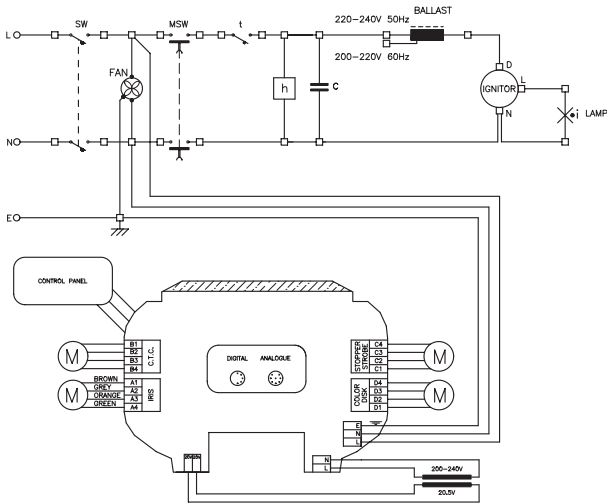 SW
MSW
t
220-240V 50Hz
BALLAST
L
200-220V 60Hz
FAN
D
L
h
C
IGNITOR
N
i LAMP
N
E
CONTROL PANEL
B1
B2
B3
B4
C.T.C.
DIGITAL ANALOGUE
STOPPER
STROBE
C4
C3
C2
C1
M
M
BROWN
GREY
ORANGE
GREEN
A1
A2
A3
A4
IRIS
M
COLOR
DISK
D4
D3
D2
D1
M
E
N
L
20V 20V
N
L
200-240V
20.5V